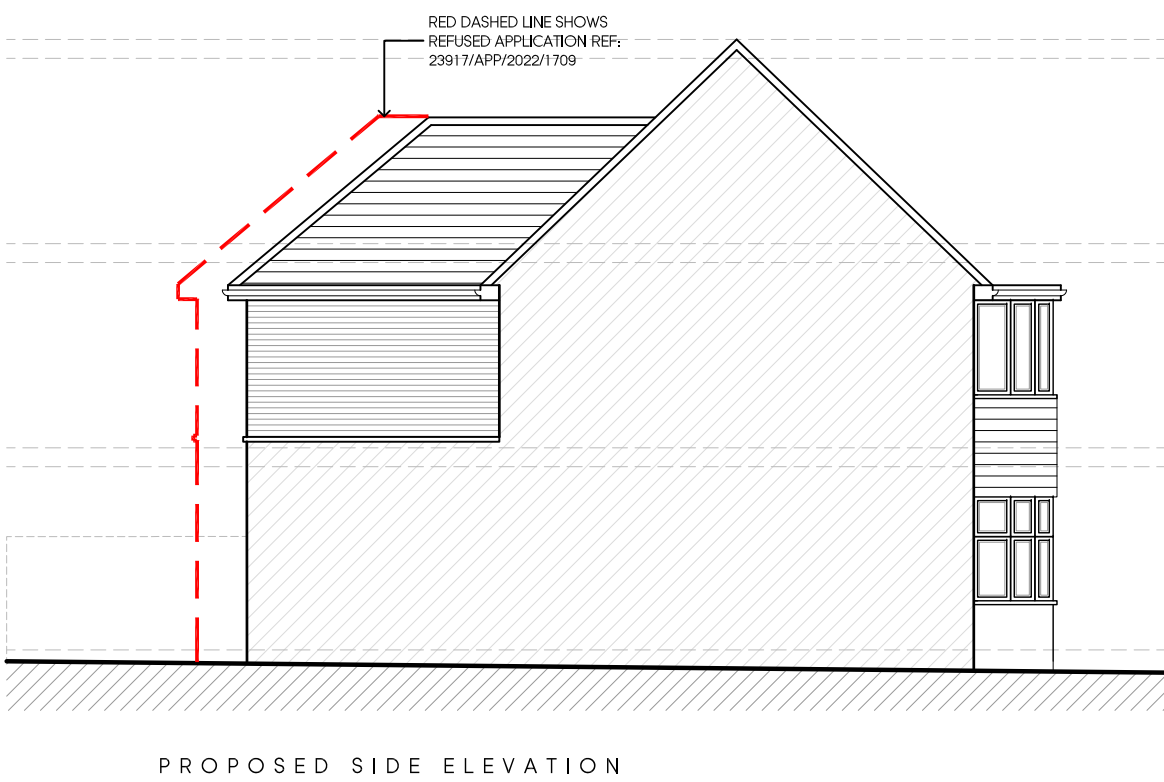 RED DASHED LINE SHOWS
REFUSED APPLICATION REF:
23917/APP/2022/1709
PROPOSED SIDE ELEVATION